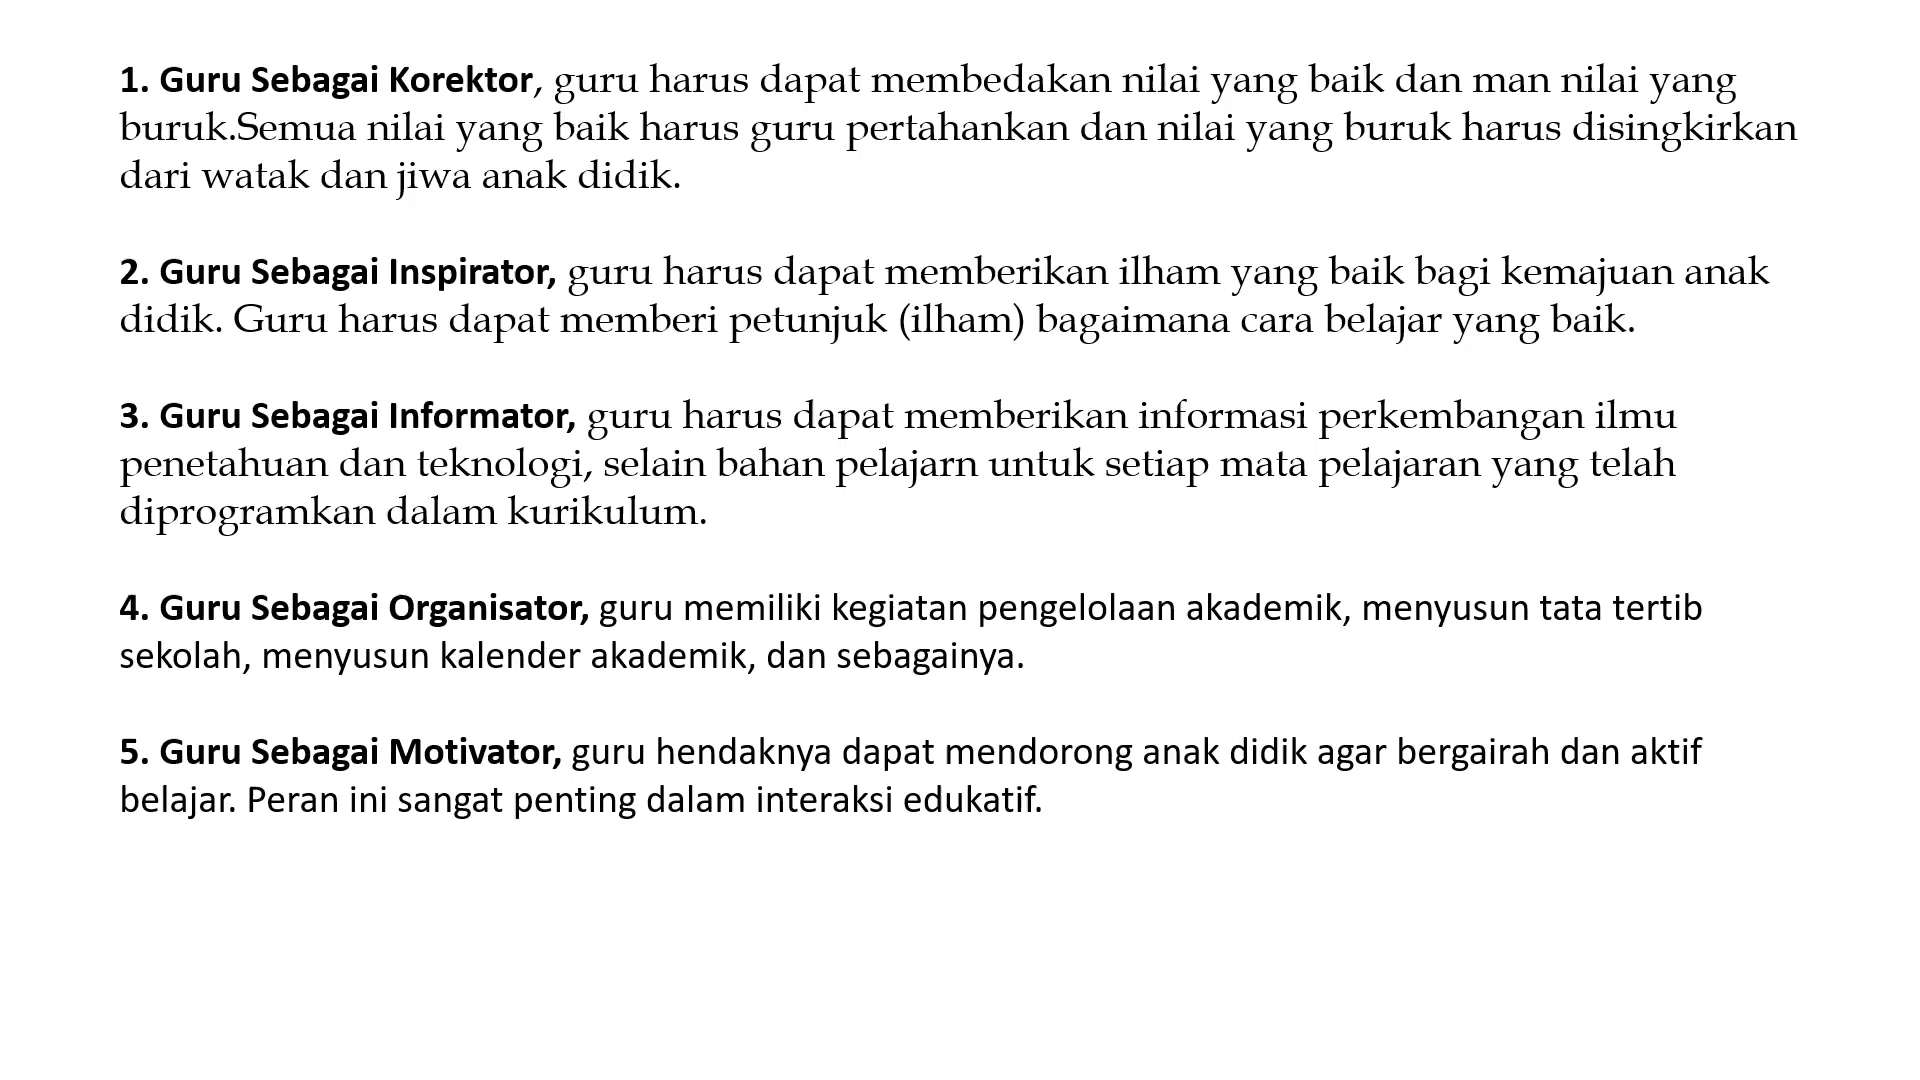 1. Guru Sebagai Korektor, guru harus dapat membedakan nilai yang baik dan man nilai yang
buruk.Semua nilai yang baik harus guru pertahankan dan nilai yang buruk harus disingkirkan
dari watak dan jiwa anak didik.
2. Guru Sebagai Inspirator, guru harus dapat memberikan ilham yang baik bagi kemajuan anak
didik. Guru harus dapat memberi petunjuk (ilham) bagaimana cara belajar yang baik.
3. Guru Sebagai Informator, guru harus dapat memberikan informasi perkembangan ilmu
penetahuan dan teknologi, selain bahan pelajarn untuk setiap mata pelajaran yang telah
diprogramkan dalam kurikulum.
4. Guru Sebagai Organisator, guru memiliki kegiatan pengelolaan akademik, menyusun tata tertib
sekolah, menyusun kalender akademik, dan sebagainya.
5. Guru Sebagai Motivator, guru hendaknya dapat mendorong anak didik agar bergairah dan aktif
belajar. Peran ini sangat penting dalam interaksi edukatif.